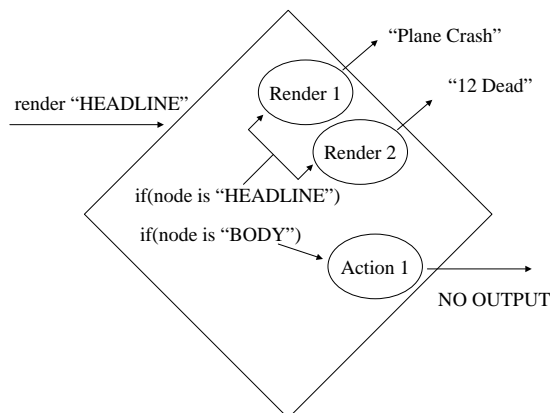 “Plane Crash”
render “HEADLINE”
Render 1
“12 Dead”
Render 2
if(node is “HEADLINE”)
if(node is “BODY”)
Action 1
NO OUTPUT